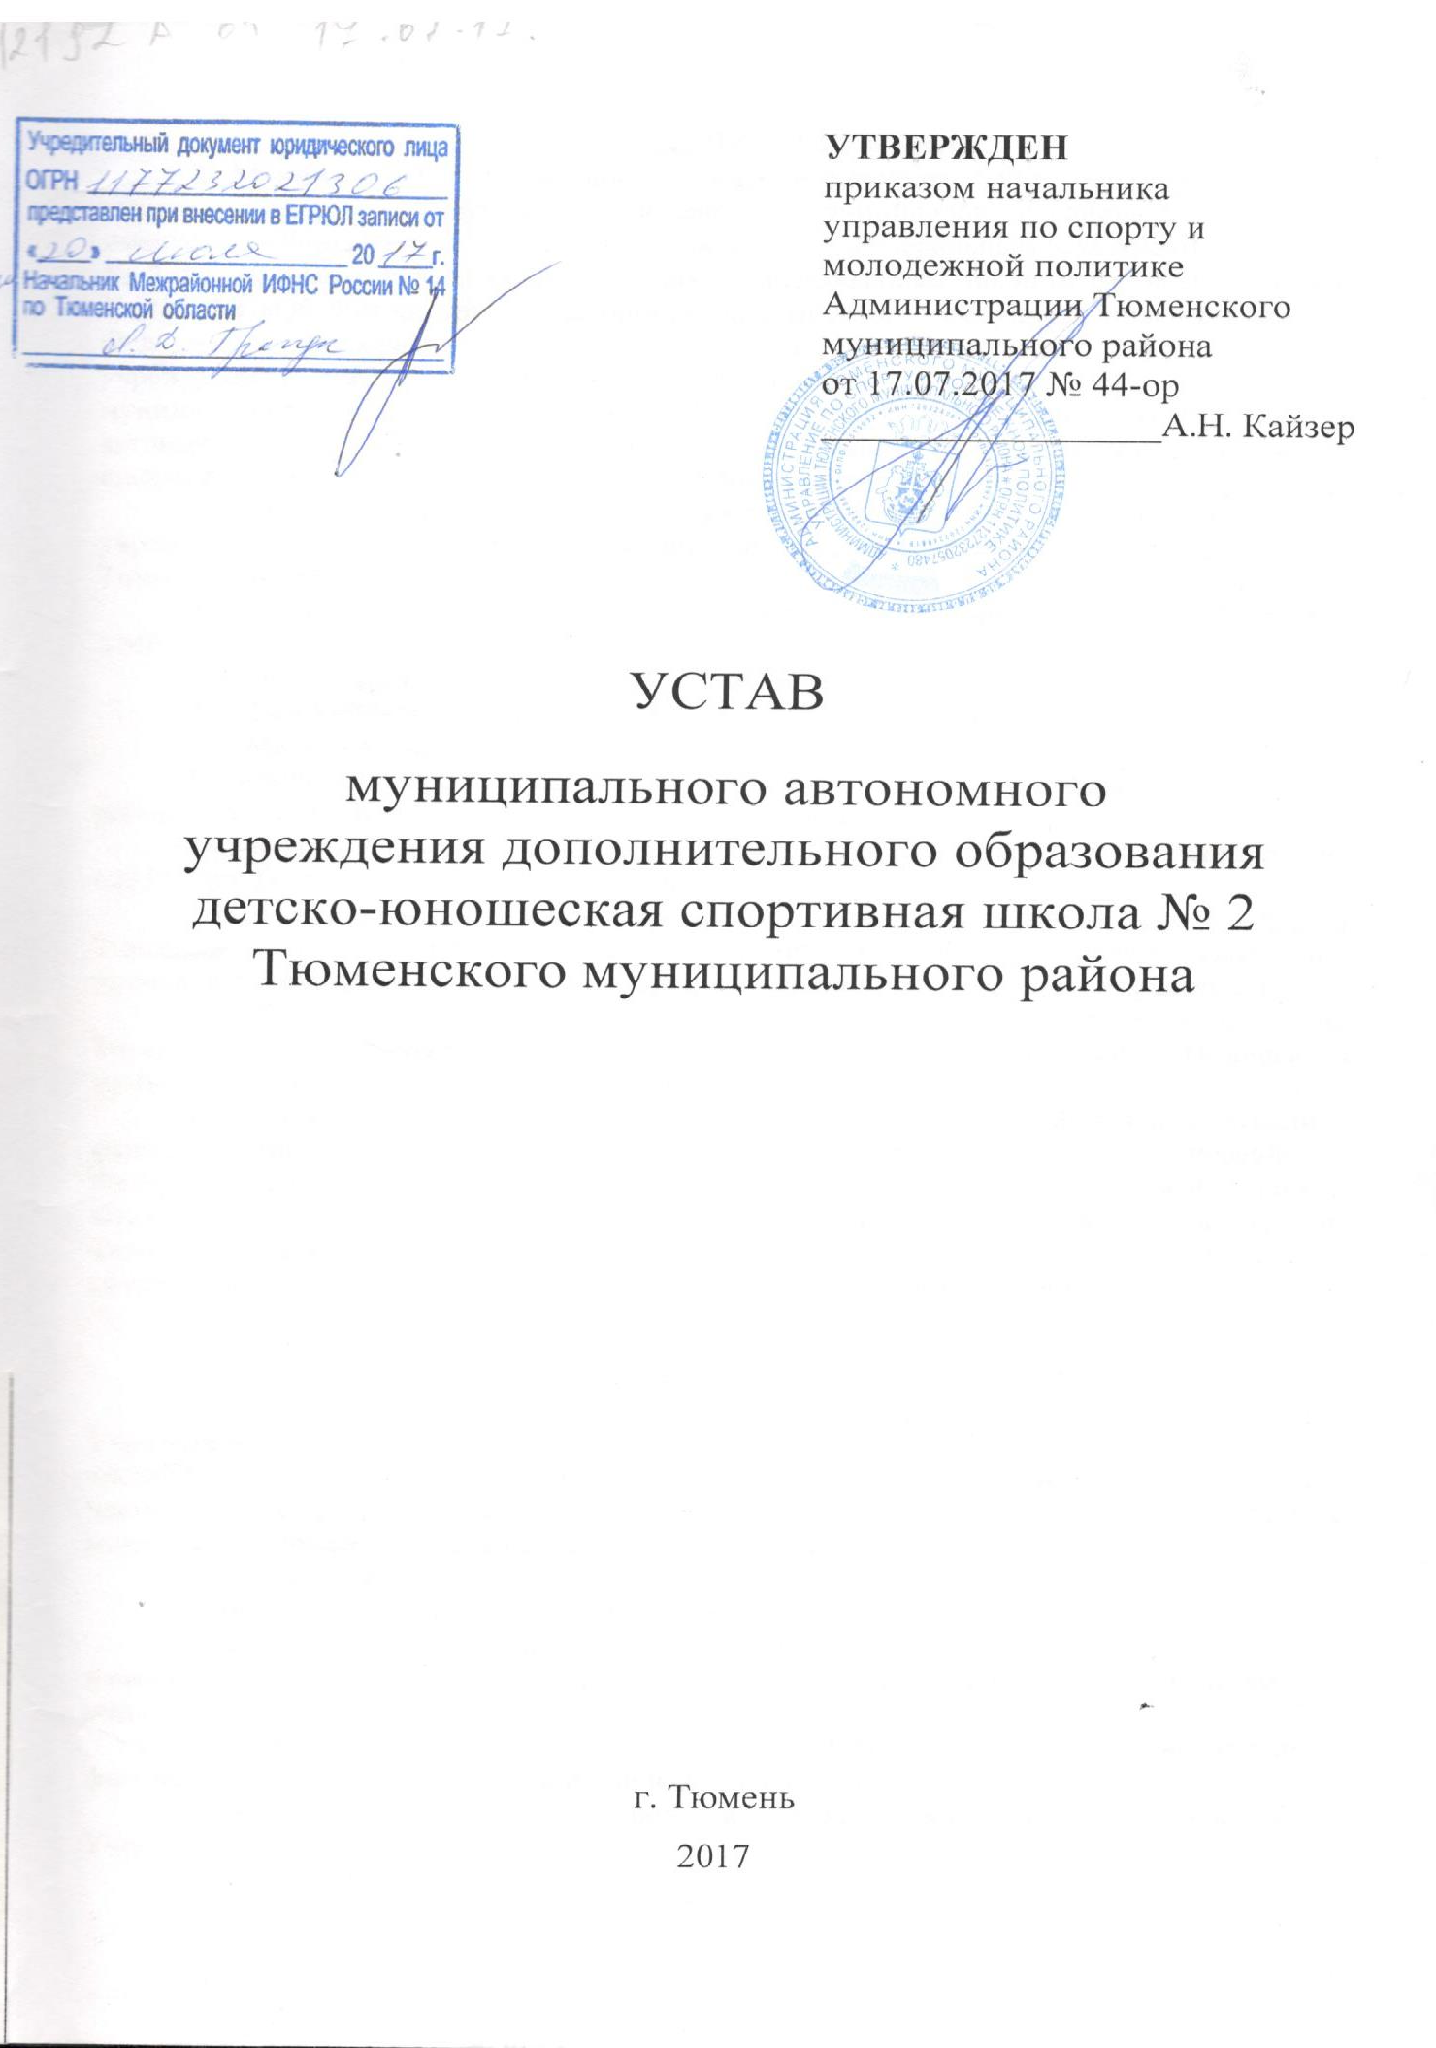 Учредительный документ юридического лица
ОГРН 1177232021306
представлен при внесении в ЕГРЮЛ записи от
«20» июля 2017г.
Начальник Межрайонной ИФНС России № 14
по Тюменской области
УТВЕРЖДЕН
приказом начальника
управления по спорту и
молодежной политике
Администрации Тюменского
муниципального района
от 17.07.2017 № 44-ор
А.Н. Кайзер
УСТАВ
муниципального автономного
учреждения дополнительного образования
детско-юношеская спортивная школа № 2
Тюменского муниципального района
г. Тюмень
2017